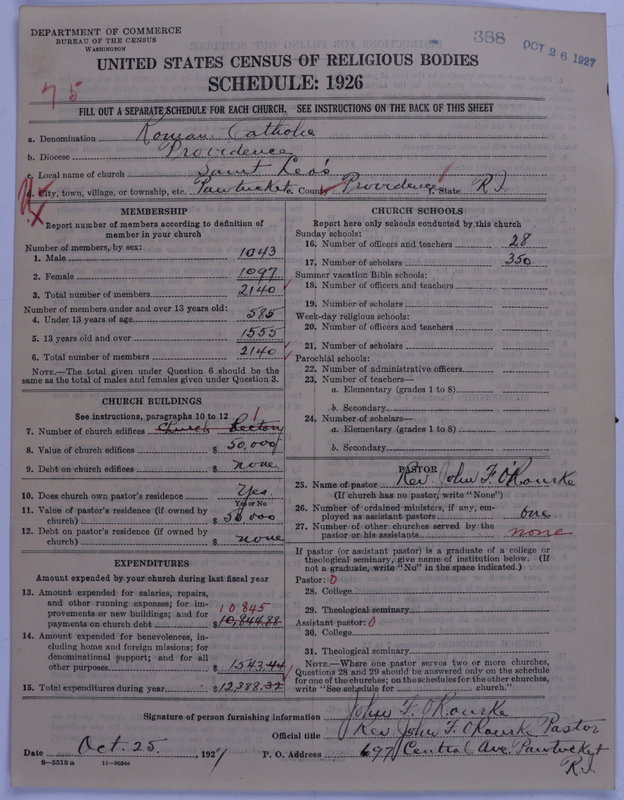 DEPARTMENT OF COMMERCE
BUREAU OF THE CENSUS
WASHINGTON
388
OCT 26 1927
UNITED STATES CENSUS OF RELIGIOUS BODIES
SCHEDULE: 1926
75
FILL OUT A SEPARATE SCHEDULE FOR EACH CHURCH. SEE INSTRUCTIONS ON THE BACK OF THIS SHEET
a. Denomination Roman Catholic
b. Diocese Providence
c. Local name of church Saint Leo's
d. City, town, village, or township, etc. Pawtucket e. County Providence f. State R.I.
MEMBERSHIP
Report number of members according to definition of member in your church
Number of members, by sex:
1. Male 1043
2. Female 1097
3. Total number of members 2140
Number of members under and over 13 years old:
4. Under 13 years of age 585
5. 13 years old and over 1555
6. Total number of members 2140
NOTE.—The total given under Question 6 should be the
same as the total of males and females given under Question 3.
CHURCH BUILDINGS
See instructions, paragraphs 10 to 12
7. Number of church edifices Church Rectory 1
8. Value of church edifices $ 50,000
9. Debt on church edifices $ none
10. Does church own pastor's residence Yes
Yes or No
11. Value of pastor's residence (if owned by
church) $ 50 000
12. Debt on pastor's residence (if owned by
church) $ none
EXPENDITURES
Amount expended by your church during last fiscal year
13. Amount expended for salaries, repairs,
and other running expenses; for im-
provements or new buildings; and for 10 845
payments on church debt $ 10,844.88
14. Amount expended for benevolences, in-
cluding home and foreign missions; for
denominational support; and for all
other purposes $ 1543.44
15. Total expenditures during year $ 12,388.32
CHURCH SCHOOLS
Report here only schools conducted by this church
Sunday schools:
16. Number of officers and teachers 28
17. Number of scholars 350
Summer vacation Bible schools:
18. Number of officers and teachers
19. Number of scholars
Week-day religious schools:
20. Number of officers and teachers
21. Number of scholars
Parochial schools:
22. Number of administrative officers
23. Number of teachers—
a. Elementary (grades 1 to 8)
b. Secondary
24. Number of scholars—
a. Elementary (grades 1 to 8)
b. Secondary
PASTOR
25. Name of pastor Rev. John F. O'Rourke
(If church has no pastor, write "None")
26. Number of ordained ministers, if any, em-
ployed as assistant pastors one
27. Number of other churches served by the
pastor or his assistants none
If pastor (or assistant pastor) is a graduate of a college or
theological seminary, give name of institution below. (If
not a graduate, write "No" in the space indicated.)
Pastor: 0
28. College
29. Theological seminary
Assistant pastor: 0
30. College
31. Theological seminary
NOTE.—Where one pastor serves two or more churches,
Questions 28 and 29 should be answered only on the schedule
for one of the churches; on the schedules for the other churches,
write "See schedule for church."
Signature of person furnishing information John F. O'Rourke
Official title Rev John F. O'Rourke Pastor
Date Oct. 25, 1927 P. O. Address 697 Central Ave. Pawtucket
R.I.
8—5318 a